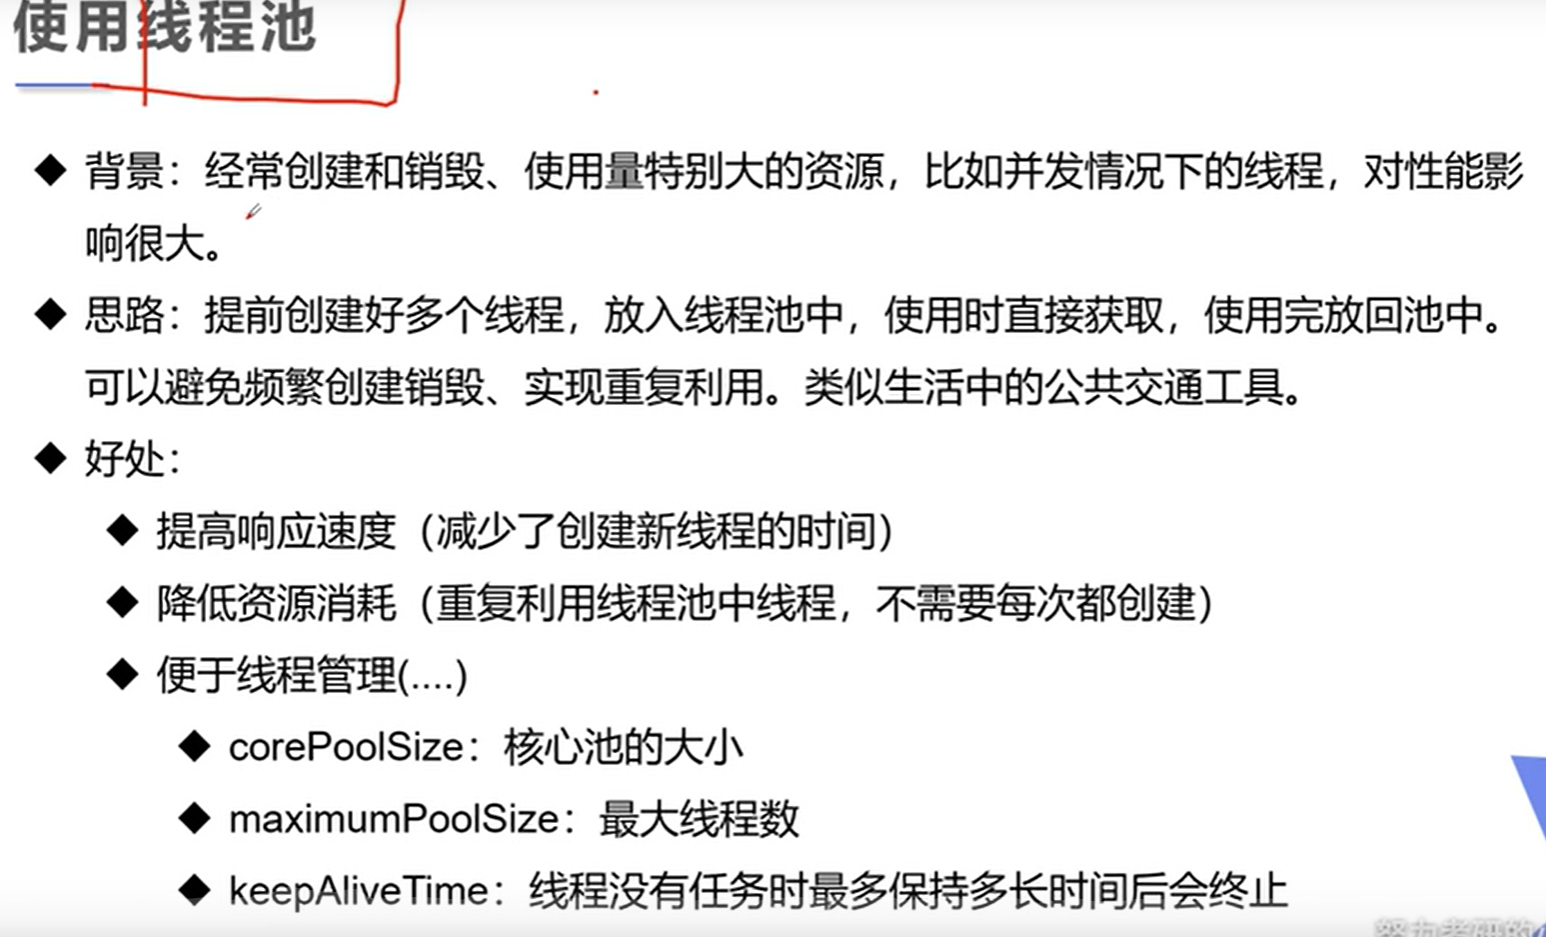 使用线程池
背景：经常创建和销毁、使用量特别大的资源，比如并发情况下的线程，对性能影
响很大。
思路：提前创建好多个线程，放入线程池中，使用时直接获取，使用完放回池中。
可以避免频繁创建销毁、实现重复利用。类似生活中的公共交通工具。
好处：
提高响应速度（减少了创建新线程的时间）
降低资源消耗（重复利用线程池中线程，不需要每次都创建）
便于线程管理(....)
corePoolSize：核心池的大小
maximumPoolSize：最大线程数
keepAliveTime：线程没有任务时最多保持多长时间后会终止